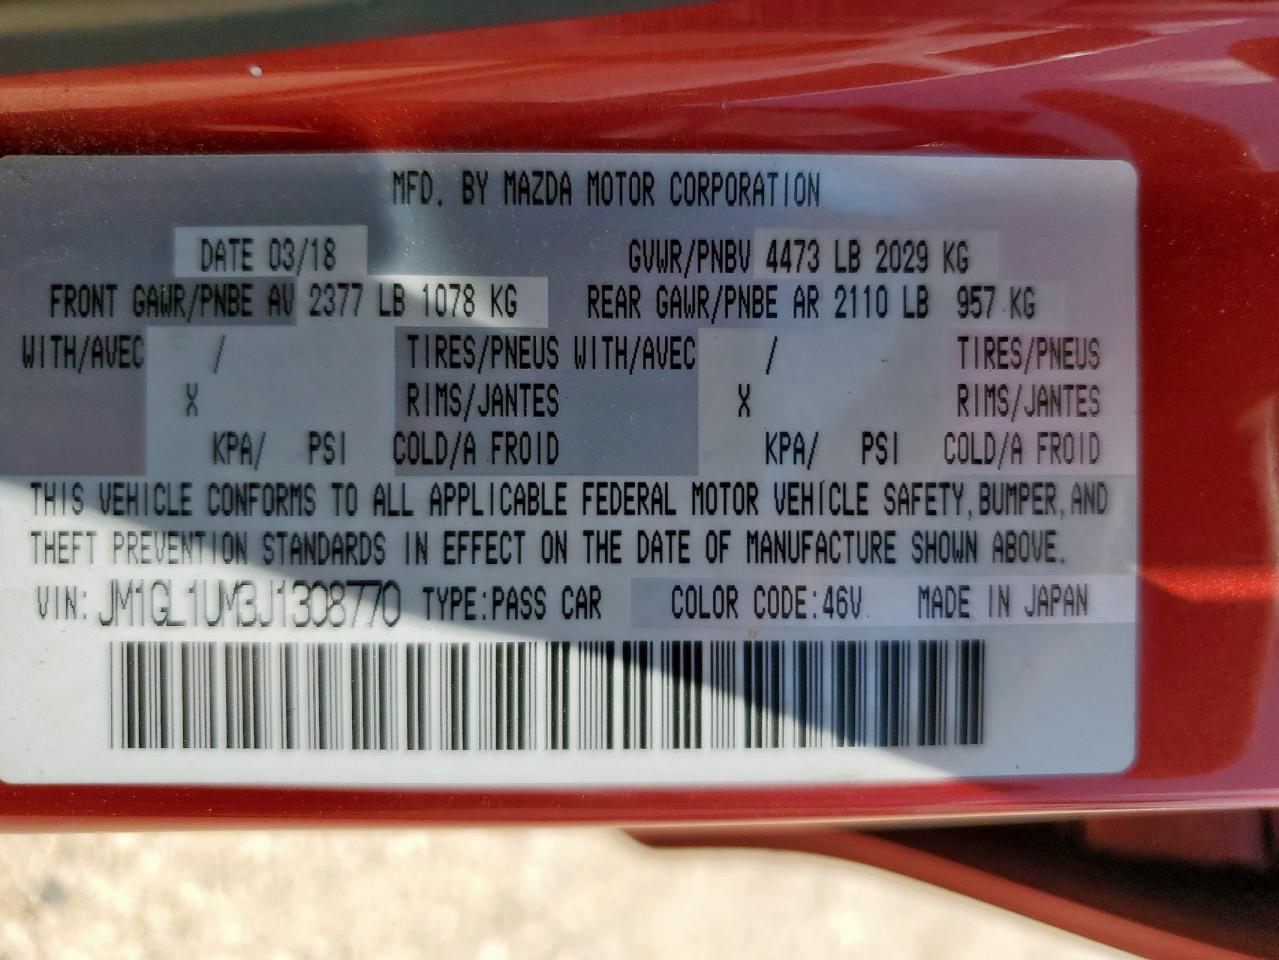 MFD. BY MAZDA MOTOR CORPORATION
DATE 03/18 GVWR/PNBV 4473 LB 2029 KG
FRONT GAWR/PNBE AV 2377 LB 1078 KG REAR GAWR/PNBE AR 2110 LB 957 KG
WITH/AVEC / TIRES/PNEUS WITH/AVEC / TIRES/PNEUS
X RIMS/JANTES X RIMS/JANTES
KPA/ PSI COLD/A FROID KPA/ PSI COLD/A FROID
THIS VEHICLE CONFORMS TO ALL APPLICABLE FEDERAL MOTOR VEHICLE SAFETY, BUMPER, AND
THEFT PREVENTION STANDARDS IN EFFECT ON THE DATE OF MANUFACTURE SHOWN ABOVE.
VIN: JM1GL1UM3J1308770 TYPE:PASS CAR COLOR CODE:46V MADE IN JAPAN